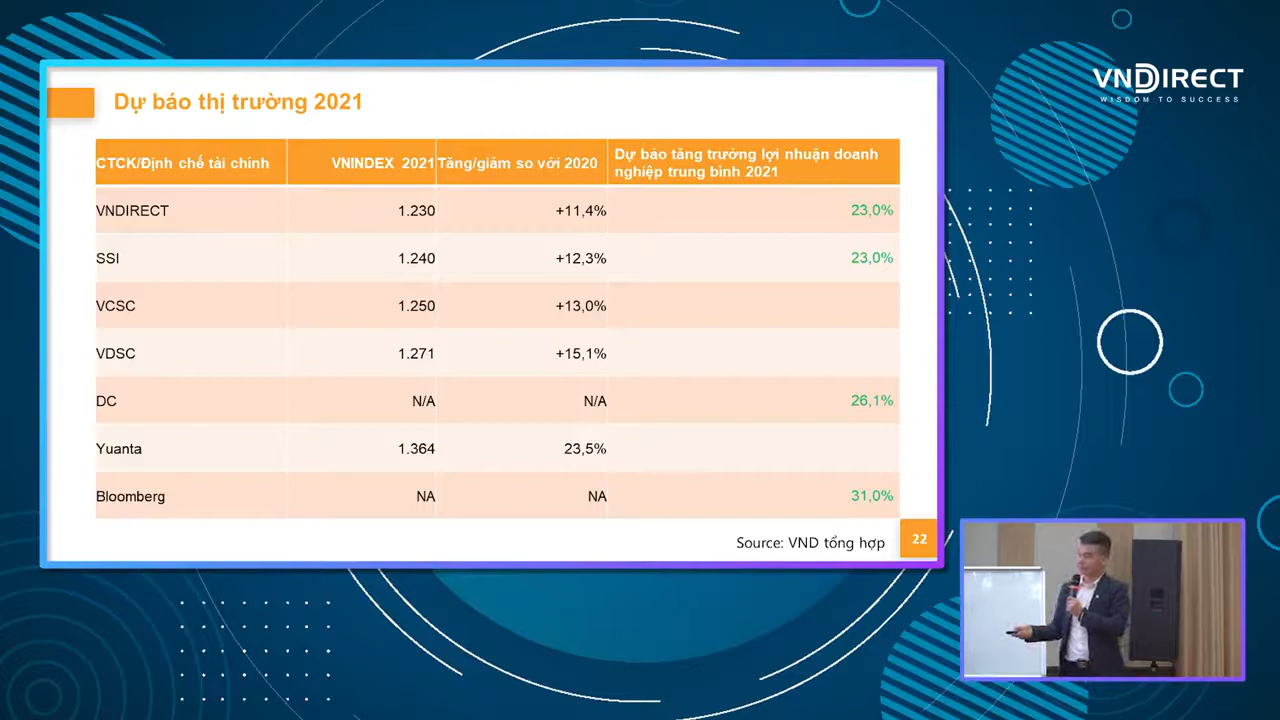 VNDIRECT
WISDOM TO SUCCESS
Dự báo thị trường 2021
CTCK/Định chế tài chính VNINDEX 2021 Tăng/giảm so với 2020 Dự báo tăng trưởng lợi nhuận doanh
nghiệp trung bình 2021
VNDIRECT 1.230 +11,4% 23,0%
SSI 1.240 +12,3% 23,0%
VCSC 1.250 +13,0%
VDSC 1.271 +15,1%
DC N/A N/A 26,1%
Yuanta 1.364 23,5%
Bloomberg NA NA 31,0%
Source: VND tổng hợp
22